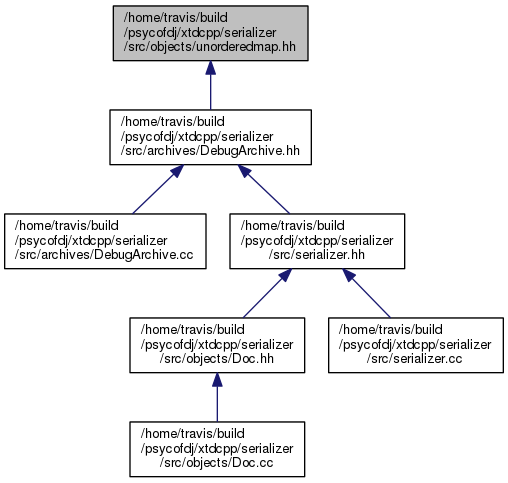 /home/travis/build
/psycofdj/xtdcpp/serializer
/src/objects/unorderedmap.hh
/home/travis/build
/psycofdj/xtdcpp/serializer
/src/archives/DebugArchive.hh
/home/travis/build
/psycofdj/xtdcpp/serializer
/src/archives/DebugArchive.cc
/home/travis/build
/psycofdj/xtdcpp/serializer
/src/serializer.hh
/home/travis/build
/psycofdj/xtdcpp/serializer
/src/objects/Doc.hh
/home/travis/build
/psycofdj/xtdcpp/serializer
/src/serializer.cc
/home/travis/build
/psycofdj/xtdcpp/serializer
/src/objects/Doc.cc